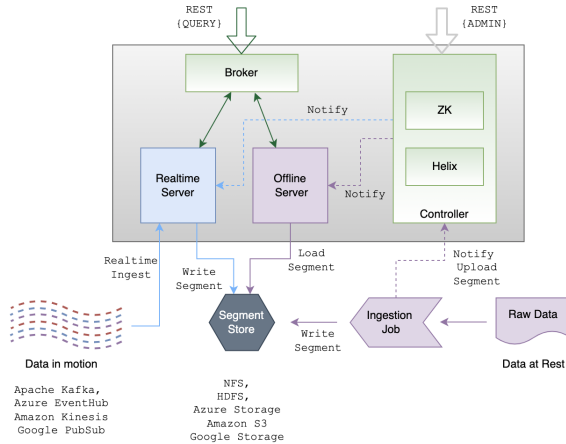 REST
{QUERY}
REST
{ADMIN}
Broker
Notify
ZK
Realtime
Server
Offline
Server
Helix
Notify
Controller
Realtime
Ingest
Write
Segment
Load
Segment
Notify
Upload
Segment
Segment
Store
Write
Segment
Ingestion
Job
Raw Data
Data in motion
Data at Rest
Apache Kafka,
Azure EventHub
Amazon Kinesis
Google PubSub
NFS,
HDFS,
Azure Storage
Amazon S3
Google Storage